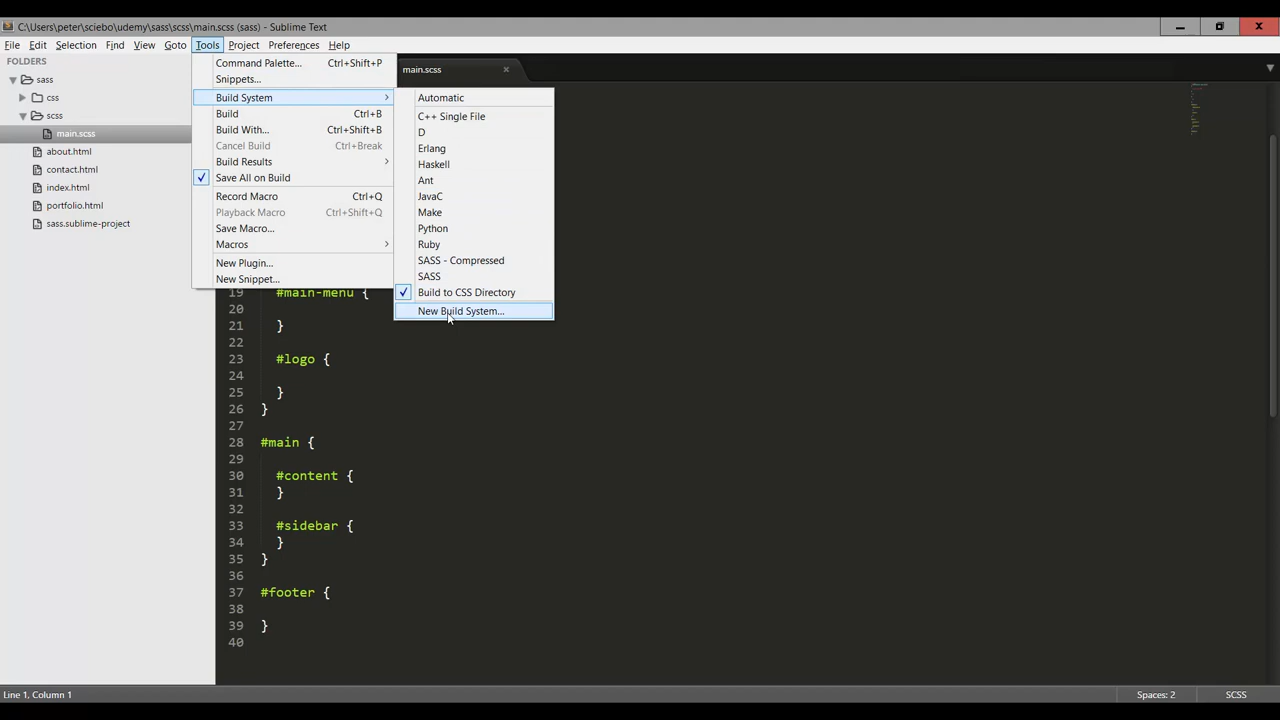 C:\Users\peter\sciebo\udemy\sass\scss\main.scss (sass) - Sublime Text
File Edit Selection Find View Goto Tools Project Preferences Help
FOLDERS
sass
css
scss
main.scss
about.html
contact.html
index.html
portfolio.html
sass.sublime-project
Command Palette... Ctrl+Shift+P
Snippets...
Build System
Build Ctrl+B
Build With... Ctrl+Shift+B
Cancel Build Ctrl+Break
Build Results
Save All on Build
Record Macro Ctrl+Q
Playback Macro Ctrl+Shift+Q
Save Macro...
Macros
New Plugin...
New Snippet...
main.scss
Automatic
C++ Single File
D
Erlang
Haskell
Ant
JavaC
Make
Python
Ruby
SASS - Compressed
SASS
Build to CSS Directory
New Build System...
19 #main-menu {
20
21 }
22
23 #logo {
24
25 }
26 }
27
28 #main {
29
30 #content {
31 }
32
33 #sidebar {
34 }
35 }
36
37 #footer {
38
39 }
40
Line 1, Column 1
Spaces: 2
SCSS